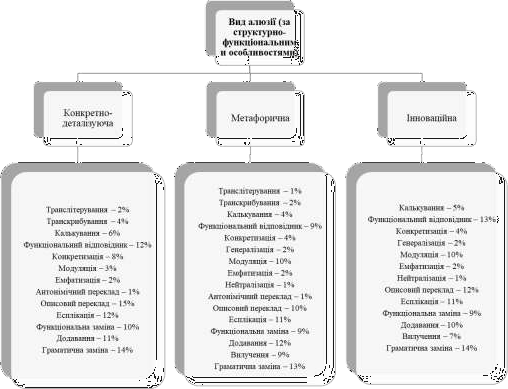 Вид алюзії (за
структурно-
функціональним
и особливостям
Конкретно-
деталізуюча
Метафорична
Інноваційна
Транслітерування – 2%
Транскрибування – 4%
Калькування – 6%
Функціональний відповідник – 12%
Конкретизація – 8%
Модуляція – 3%
Емфатизація – 2%
Антонімічний переклад – 1%
Описовий переклад – 15%
Есплікація – 12%
Функціональна заміна – 10%
Додавання – 11%
Граматична заміна – 14%
Транслітерування – 1%
Транскрибування – 2%
Калькування – 4%
Функціональний відповідник – 9%
Конкретизація – 4%
Генералізація – 2%
Модуляція – 10%
Емфатизація – 2%
Нейтралізація – 1%
Антонімічний переклад – 1%
Описовий переклад – 10%
Есплікація – 11%
Функціональна заміна – 9%
Додавання – 12%
Вилучення – 9%
Граматична заміна – 13%
Калькування – 5%
Функціональний відповідник – 13%
Конкретизація – 4%
Генералізація – 2%
Модуляція – 10%
Емфатизація – 2%
Нейтралізація – 1%
Описовий переклад – 12%
Есплікація – 11%
Функціональна заміна – 9%
Додавання – 10%
Вилучення – 7%
Граматична заміна – 14%